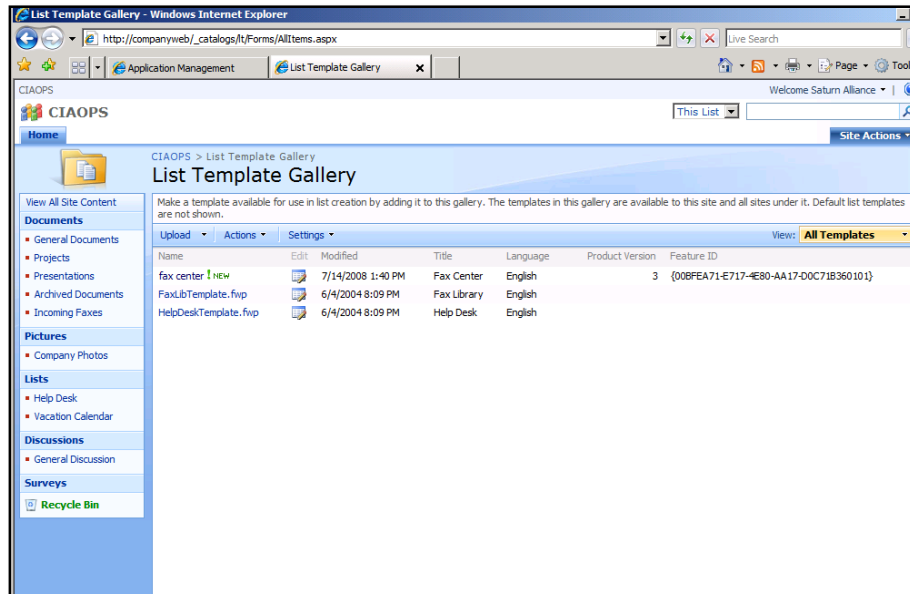 List Template Gallery - Windows Internet Explorer
http://companyweb/_catalogs/lt/Forms/AllItems.aspx
Live Search
Application Management
List Template Gallery
Page
Tool
CIAOPS
Welcome Saturn Alliance
CIAOPS
This List
Home
Site Actions
CIAOPS > List Template Gallery
List Template Gallery
View All Site Content
Documents
General Documents
Projects
Presentations
Archived Documents
Incoming Faxes
Pictures
Company Photos
Lists
Help Desk
Vacation Calendar
Discussions
General Discussion
Surveys
Recycle Bin
Make a template available for use in list creation by adding it to this gallery. The templates in this gallery are available to this site and all sites under it. Default list templates
are not shown.
Upload Actions Settings View: All Templates
Name Edit Modified Title Language Product Version Feature ID
fax center ! NEW 7/14/2008 1:40 PM Fax Center English 3 {00BFEA71-E717-4E80-AA17-D0C71B360101}
FaxLibTemplate.fwp 6/4/2004 8:09 PM Fax Library English
HelpDeskTemplate.fwp 6/4/2004 8:09 PM Help Desk English